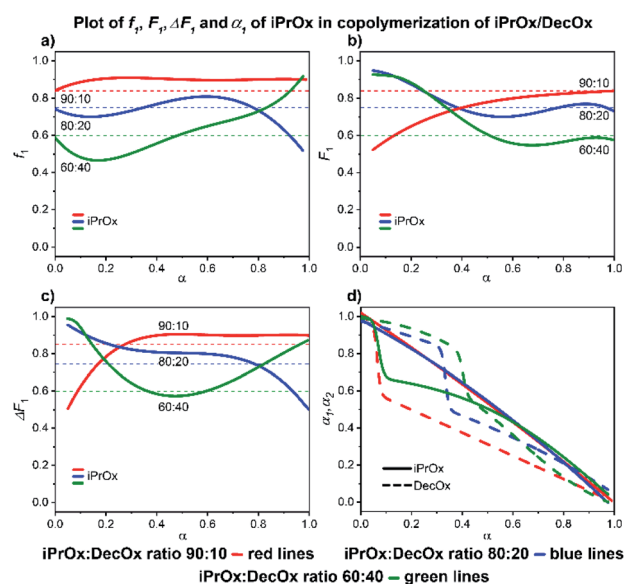 Plot of f₁, F₁, ΔF₁ and α₁ of iPrOx in copolymerization of iPrOx/DecOx
a)
1.0
0.8
0.6
0.4
0.2
0.0
f₁
90:10
80:20
60:40
iPrOx
0.0 0.2 0.4 0.6 0.8 1.0
α
b)
1.0
0.8
0.6
0.4
0.2
0.0
F₁
90:10
80:20
60:40
iPrOx
0.0 0.2 0.4 0.6 0.8 1.0
α
c)
1.0
0.8
0.6
0.4
0.2
0.0
ΔF₁
90:10
80:20
60:40
iPrOx
0.0 0.2 0.4 0.6 0.8 1.0
α
d)
1.0
0.8
0.6
0.4
0.2
0.0
α₁, α₂
iPrOx
DecOx
0.0 0.2 0.4 0.6 0.8 1.0
α
iPrOx:DecOx ratio 90:10 – red lines
iPrOx:DecOx ratio 80:20 – blue lines
iPrOx:DecOx ratio 60:40 – green lines